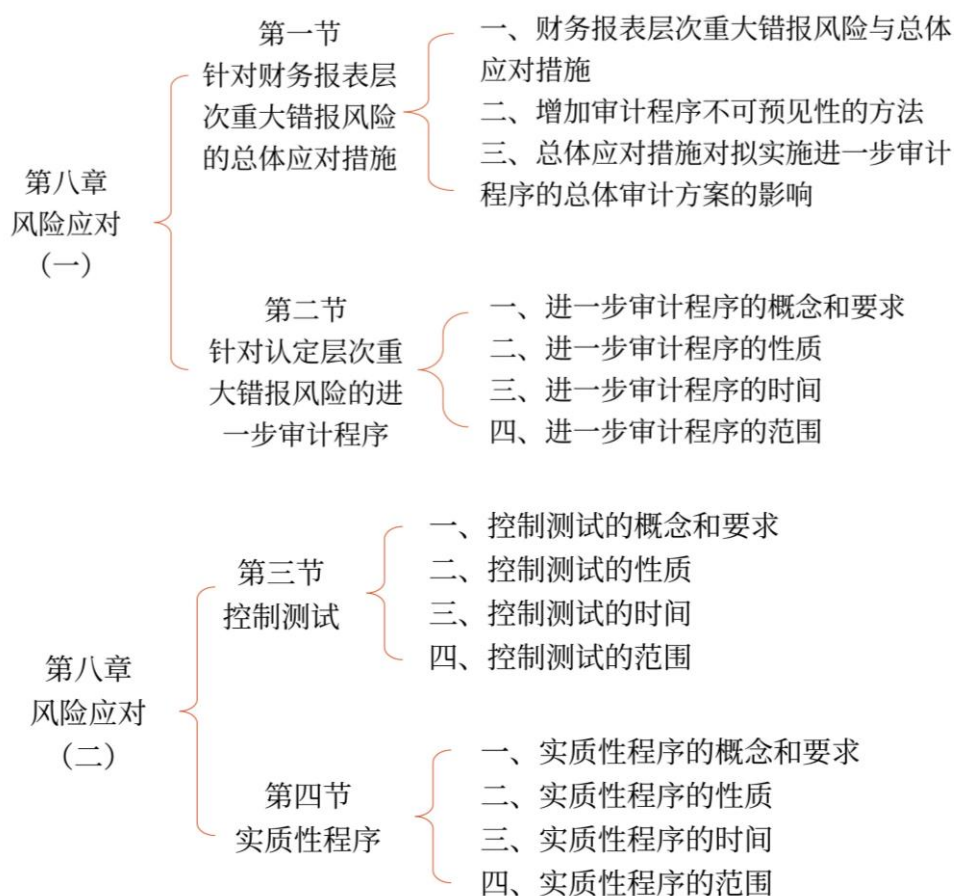 第八章
风险应对
（一）
第一节
针对财务报表层
次重大错报风险
的总体应对措施
一、财务报表层次重大错报风险与总体
应对措施
二、增加审计程序不可预见性的方法
三、总体应对措施对拟实施进一步审计
程序的总体审计方案的影响
第二节
针对认定层次重
大错报风险的进
一步审计程序
一、进一步审计程序的概念和要求
二、进一步审计程序的性质
三、进一步审计程序的时间
四、进一步审计程序的范围
第八章
风险应对
（二）
第三节
控制测试
一、控制测试的概念和要求
二、控制测试的性质
三、控制测试的时间
四、控制测试的范围
第四节
实质性程序
一、实质性程序的概念和要求
二、实质性程序的性质
三、实质性程序的时间
四、实质性程序的范围